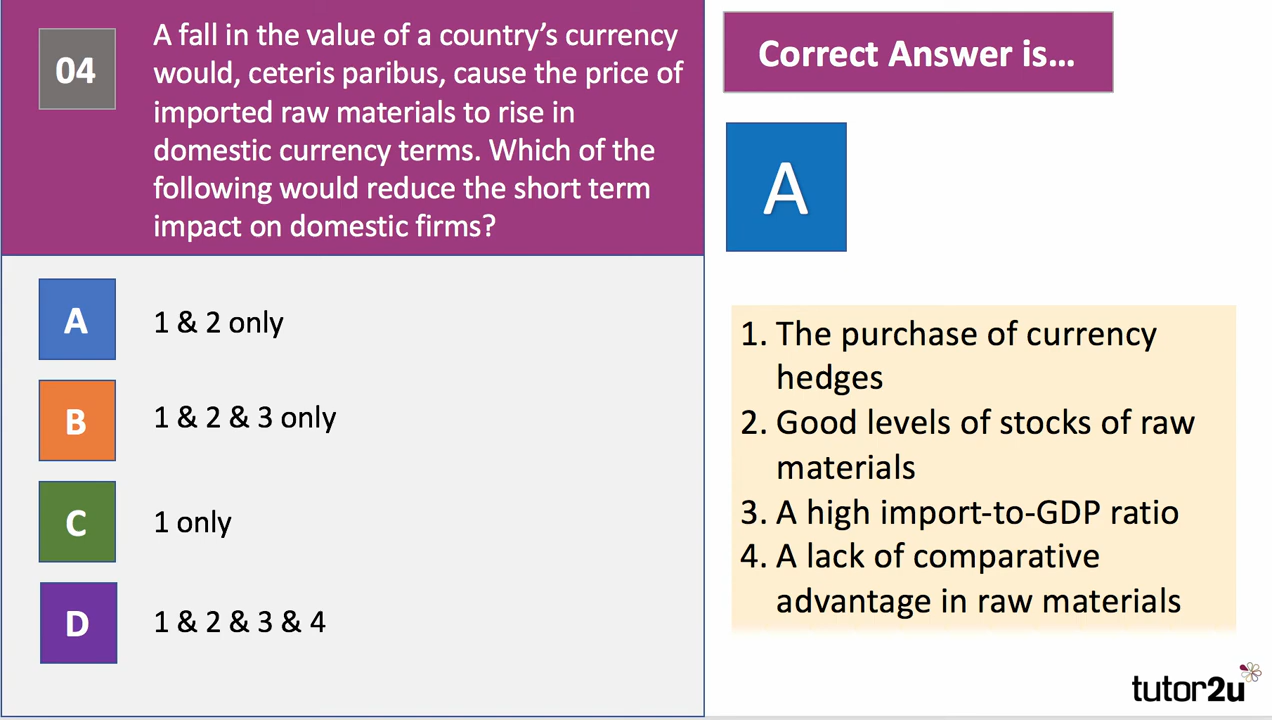 04
A fall in the value of a country’s currency
would, ceteris paribus, cause the price of
imported raw materials to rise in
domestic currency terms. Which of the
following would reduce the short term
impact on domestic firms?
A
1 & 2 only
B
1 & 2 & 3 only
C
1 only
D
1 & 2 & 3 & 4
Correct Answer is...
A
1. The purchase of currency
hedges
2. Good levels of stocks of raw
materials
3. A high import-to-GDP ratio
4. A lack of comparative
advantage in raw materials
tutor2u